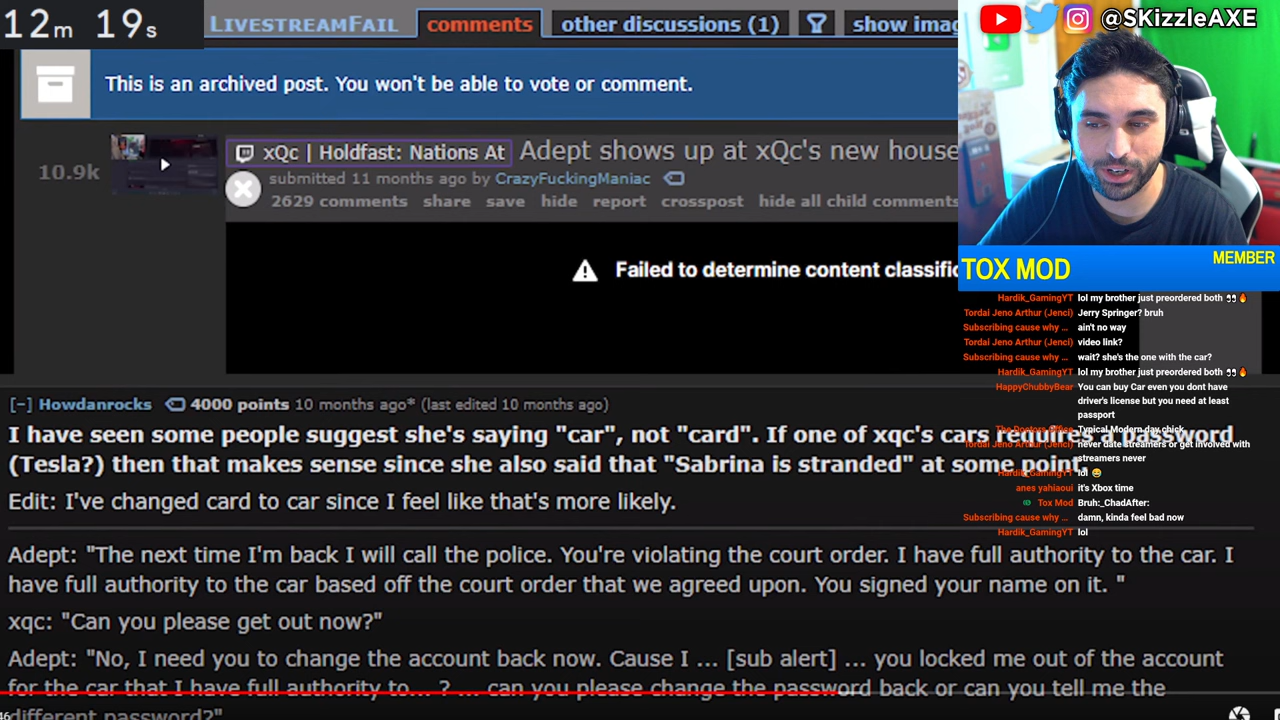 12m 19s
LIVESTREAMFAIL
comments
other discussions (1)
show imag
@SKizzleAXE
This is an archived post. You won't be able to vote or comment.
10.9k
xQc | Holdfast: Nations At
Adept shows up at xQc's new house
submitted 11 months ago by CrazyFuckingManiac
2629 comments share save hide report crosspost hide all child comments
Failed to determine content classific
TOX MOD
MEMBER
Hardik_GamingYT lol my brother just preordered both
Tordai Jeno Arthur (Jenci) Jerry Springer? bruh
Subscribing cause why ... ain't no way
Tordai Jeno Arthur (Jenci) video link?
Subscribing cause why ... wait? she's the one with the car?
Hardik_GamingYT lol my brother just preordered both
HappyChubbyBear You can buy Car even you dont have
driver's license but you need at least
passport
Typical Modern day chick
Tordai Jeno Arthur (Jenci) never date streamers or get involved with
streamers never
Hardik_GamingYT lol
anes yahiaoui it's Xbox time
Tox Mod Bruh:_ChadAfter:
Subscribing cause why ... damn, kinda feel bad now
Hardik_GamingYT lol
[–] Howdanrocks 4000 points 10 months ago* (last edited 10 months ago)
I have seen some people suggest she's saying "car", not "card". If one of xqc's cars requires a password
(Tesla?) then that makes sense since she also said that "Sabrina is stranded" at some point.
Edit: I've changed card to car since I feel like that's more likely.
Adept: "The next time I'm back I will call the police. You're violating the court order. I have full authority to the car. I
have full authority to the car based off the court order that we agreed upon. You signed your name on it. "
xqc: "Can you please get out now?"
Adept: "No, I need you to change the account back now. Cause I ... [sub alert] ... you locked me out of the account
for the car that I have full authority to... ? ... can you please change the password back or can you tell me the
different password?"